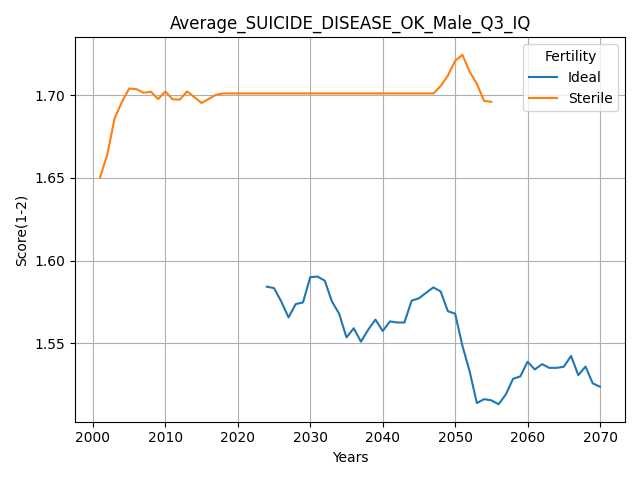 Average_SUICIDE_DISEASE_OK_Male_Q3_IQ
Fertility
Ideal
Sterile
Score(1-2)
1.70
1.65
1.60
1.55
2000 2010 2020 2030 2040 2050 2060 2070
Years